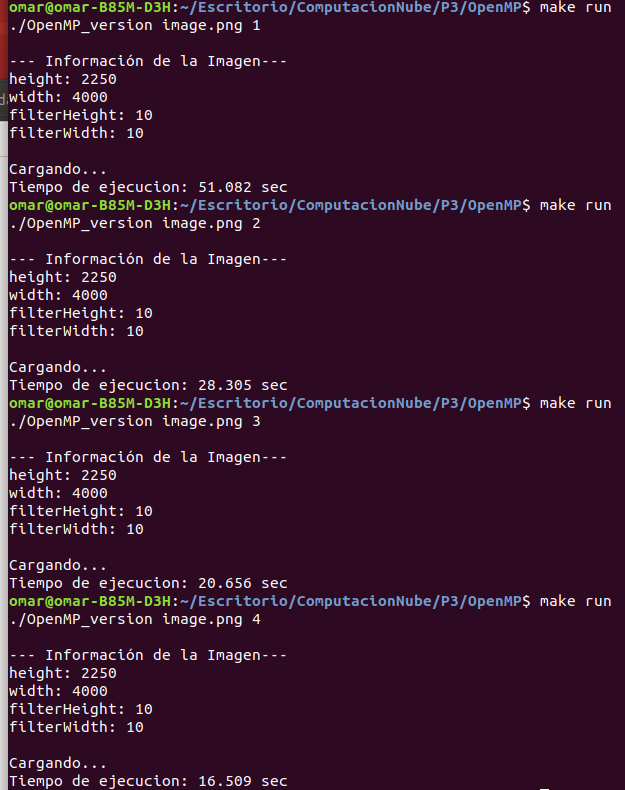 omar@omar-B85M-D3H:~/Escritorio/ComputacionNube/P3/OpenMP$ make run
./OpenMP_version image.png 1

--- Información de la Imagen---
height: 2250
width: 4000
filterHeight: 10
filterWidth: 10

Cargando...
Tiempo de ejecucion: 51.082 sec
omar@omar-B85M-D3H:~/Escritorio/ComputacionNube/P3/OpenMP$ make run
./OpenMP_version image.png 2

--- Información de la Imagen---
height: 2250
width: 4000
filterHeight: 10
filterWidth: 10

Cargando...
Tiempo de ejecucion: 28.305 sec
omar@omar-B85M-D3H:~/Escritorio/ComputacionNube/P3/OpenMP$ make run
./OpenMP_version image.png 3

--- Información de la Imagen---
height: 2250
width: 4000
filterHeight: 10
filterWidth: 10

Cargando...
Tiempo de ejecucion: 20.656 sec
omar@omar-B85M-D3H:~/Escritorio/ComputacionNube/P3/OpenMP$ make run
./OpenMP_version image.png 4

--- Información de la Imagen---
height: 2250
width: 4000
filterHeight: 10
filterWidth: 10

Cargando...
Tiempo de ejecucion: 16.509 sec